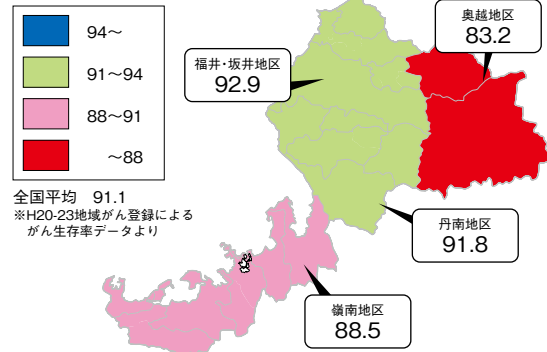 94～
91～94
88～91
～88
全国平均 91.1
※H20-23地域がん登録による
がん生存率データより
奥越地区
83.2
福井・坂井地区
92.9
丹南地区
91.8
嶺南地区
88.5